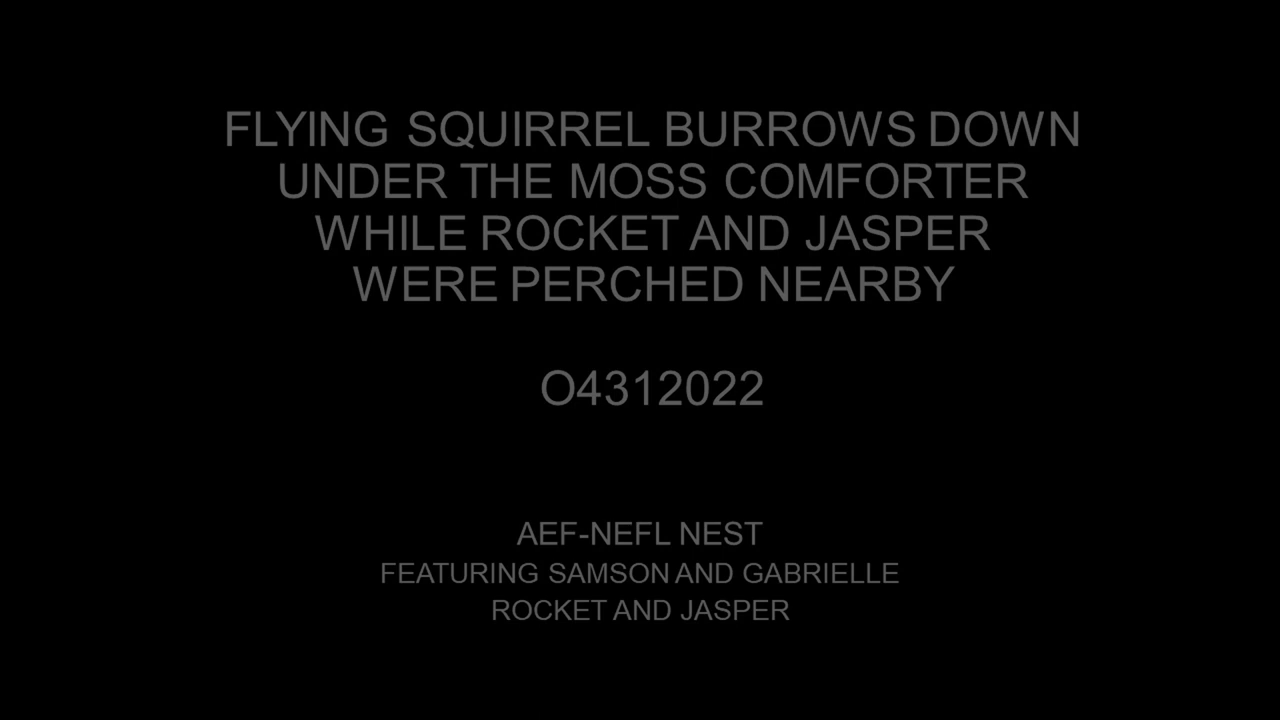 FLYING SQUIRREL BURROWS DOWN
UNDER THE MOSS COMFORTER
WHILE ROCKET AND JASPER
WERE PERCHED NEARBY
O4312022
AEF-NEFL NEST
FEATURING SAMSON AND GABRIELLE
ROCKET AND JASPER